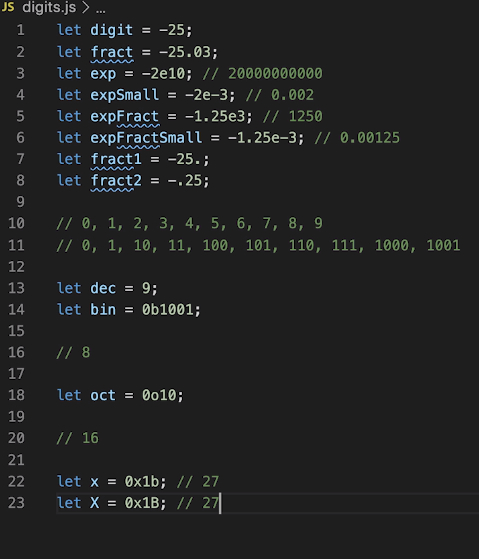 JS digits.js > ...
1 let digit = -25;
2 let fract = -25.03;
3 let exp = -2e10; // 20000000000
4 let expSmall = -2e-3; // 0.002
5 let expFract = -1.25e3; // 1250
6 let expFractSmall = -1.25e-3; // 0.00125
7 let fract1 = -25.;
8 let fract2 = -.25;
9
10 // 0, 1, 2, 3, 4, 5, 6, 7, 8, 9
11 // 0, 1, 10, 11, 100, 101, 110, 111, 1000, 1001
12
13 let dec = 9;
14 let bin = 0b1001;
15
16 // 8
17
18 let oct = 0o10;
19
20 // 16
21
22 let x = 0x1b; // 27
23 let X = 0x1B; // 27